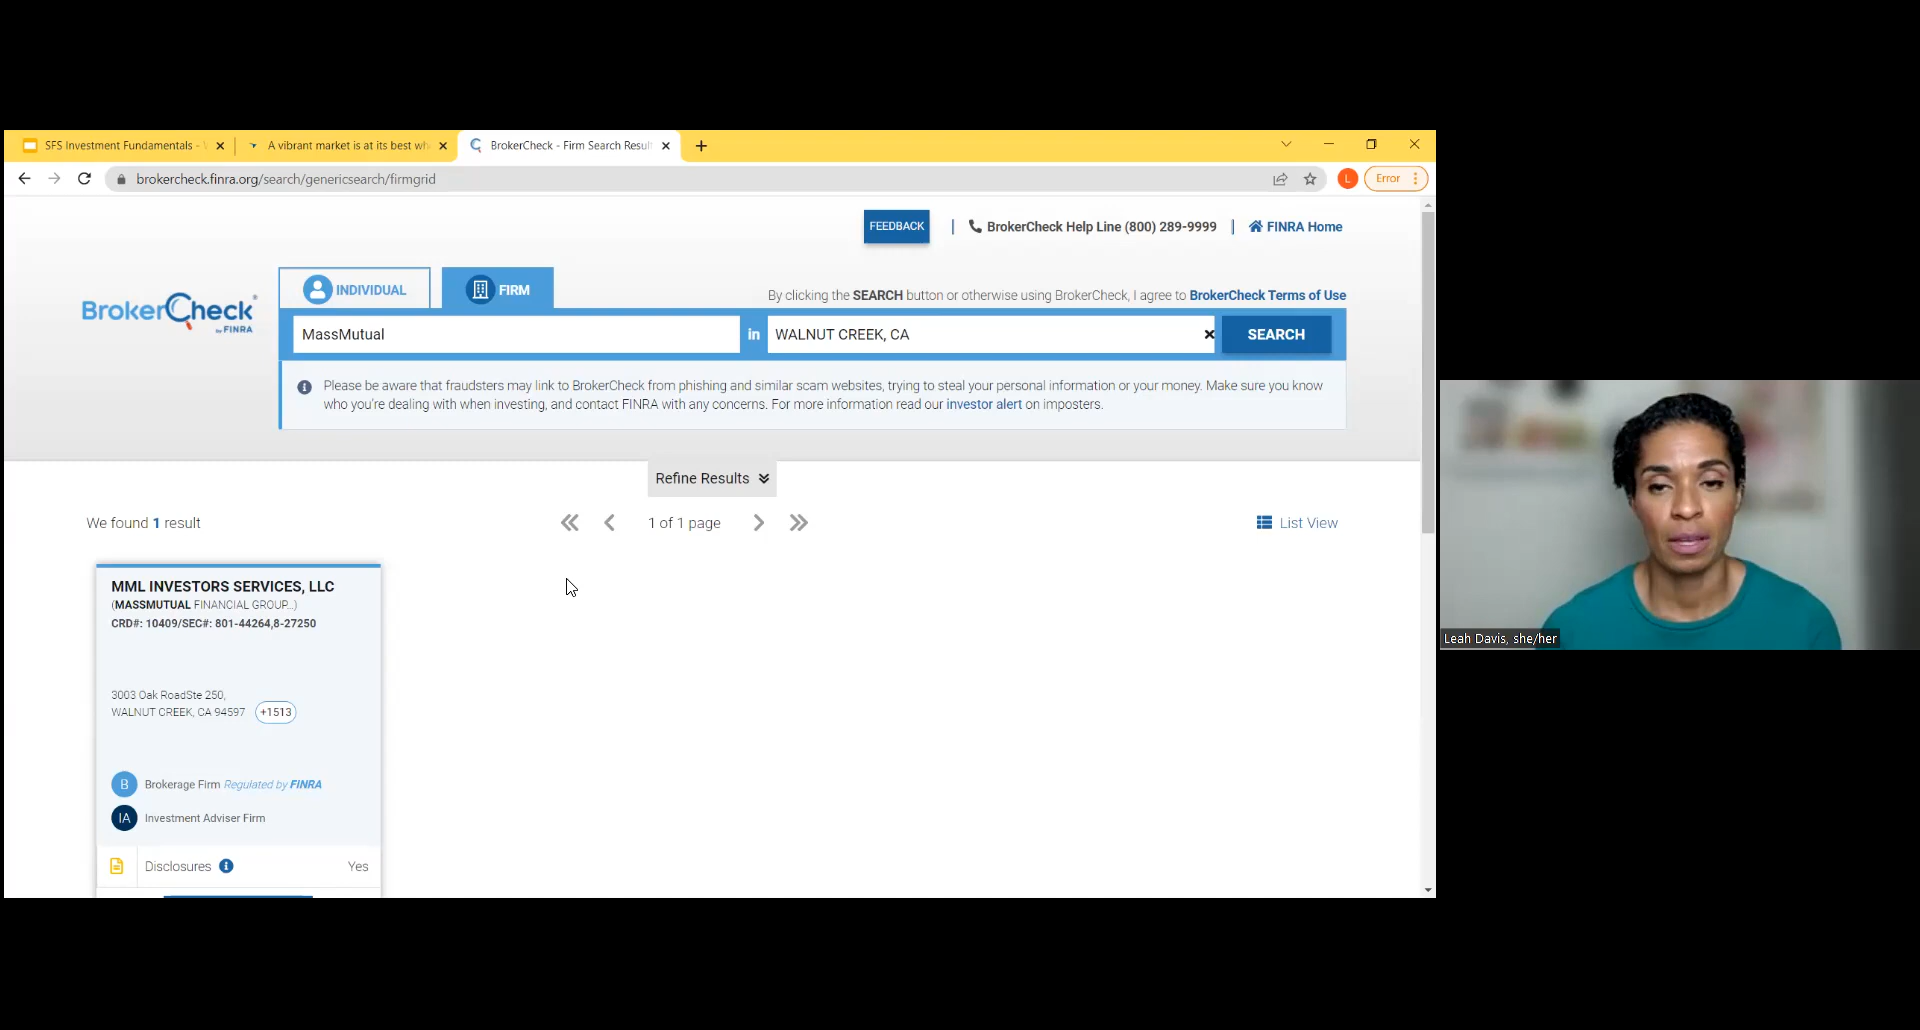 SFS Investment Fundamentals -
A vibrant market is at its best wh
BrokerCheck - Firm Search Result
brokercheck.finra.org/search/genericsearch/firmgrid
L
Error
FEEDBACK
BrokerCheck Help Line (800) 289-9999
FINRA Home
INDIVIDUAL
FIRM
By clicking the SEARCH button or otherwise using BrokerCheck, I agree to BrokerCheck Terms of Use
BrokerCheck
by FINRA
MassMutual
in
WALNUT CREEK, CA
SEARCH
Please be aware that fraudsters may link to BrokerCheck from phishing and similar scam websites, trying to steal your personal information or your money. Make sure you know
who you're dealing with when investing, and contact FINRA with any concerns. For more information read our investor alert on imposters.
Refine Results
We found 1 result
1 of 1 page
List View
MML INVESTORS SERVICES, LLC
(MASSMUTUAL FINANCIAL GROUP...)
CRD#: 10409/SEC#: 801-44264,8-27250
3003 Oak RoadSte 250,
WALNUT CREEK, CA 94597 +1513
B Brokerage Firm Regulated by FINRA
IA Investment Adviser Firm
Disclosures Yes
Leah Davis, she/her